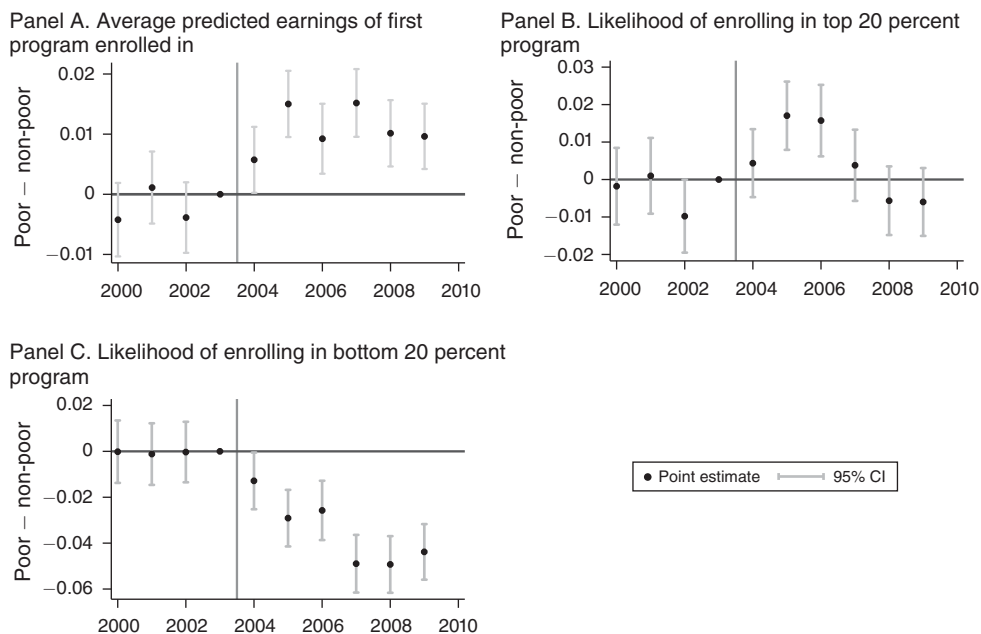 Panel A. Average predicted earnings of first
program enrolled in
0.02
0.01
0
−0.01
Poor − non-poor
2000 2002 2004 2006 2008 2010
Panel B. Likelihood of enrolling in top 20 percent
program
0.03
0.02
0.01
0
−0.01
−0.02
Poor − non-poor
2000 2002 2004 2006 2008 2010
Panel C. Likelihood of enrolling in bottom 20 percent
program
0.02
0
−0.02
−0.04
−0.06
Poor − non-poor
2000 2002 2004 2006 2008 2010
Point estimate 95% CI